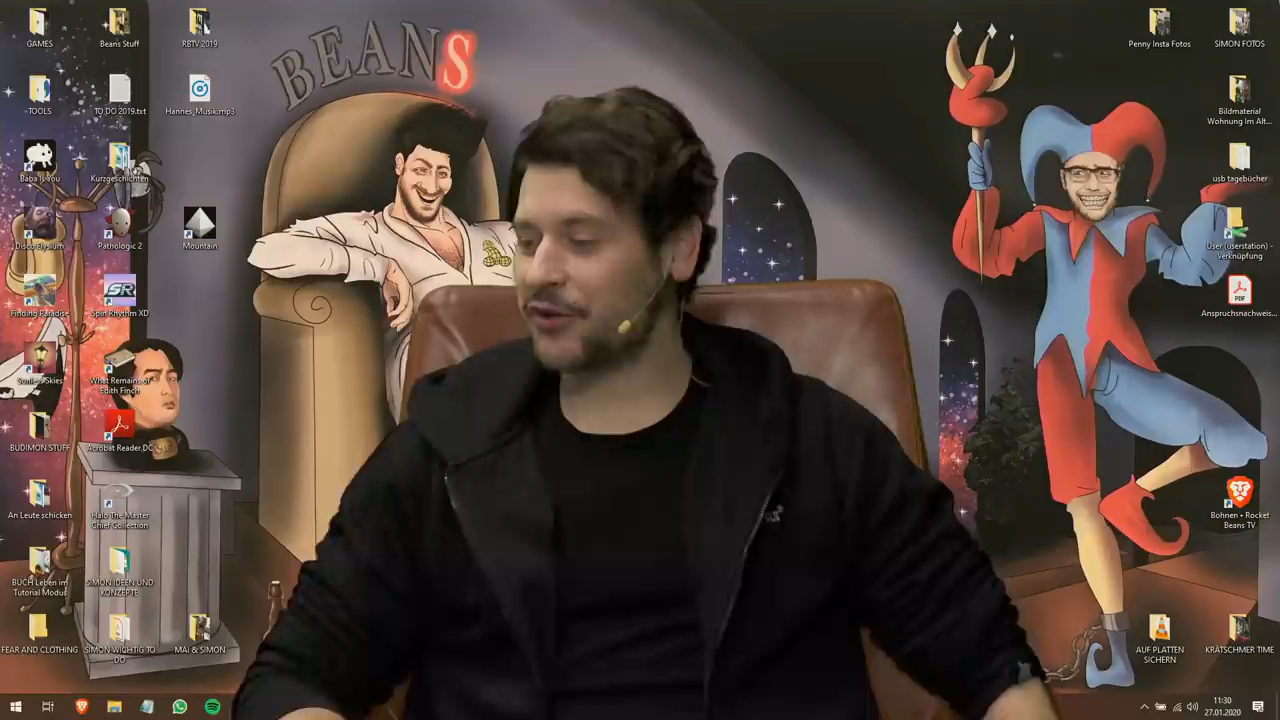 BEANS
GAMES
Beans Stuff
RBTV 2019
Penny Insta Fotos
SIMON FOTOS
-TOOLS
TO DO 2019.txt
Hannes_Musik.mp3
Bildmaterial
Wohnung Im Alt...
Baba Is You
Kurzgeschichten
usb tagebücher
Disco Elysium
Pathologic 2
Mountain
User (userstation) -
Verknüpfung
Finding Paradise
Spin Rhythm XD
SR
PDF
Anspruchsnachweis...
Sunless Skies
What Remains of
Edith Finch
BUDIMON STUFF
Acrobat Reader DC
An Leute schicken
Halo The Master
Chief Collection
Bohnen • Rocket
Beans TV
BUCH Leben im
Tutorial Modus
SIMON IDEEN UND
KONZEPTE
FEAR AND CLOTHING
SIMON WICHTIG TO
DO
MAI & SIMON
AUF PLATTEN
SICHERN
KRÄTSCHMER TIME
11:30
27.01.2020